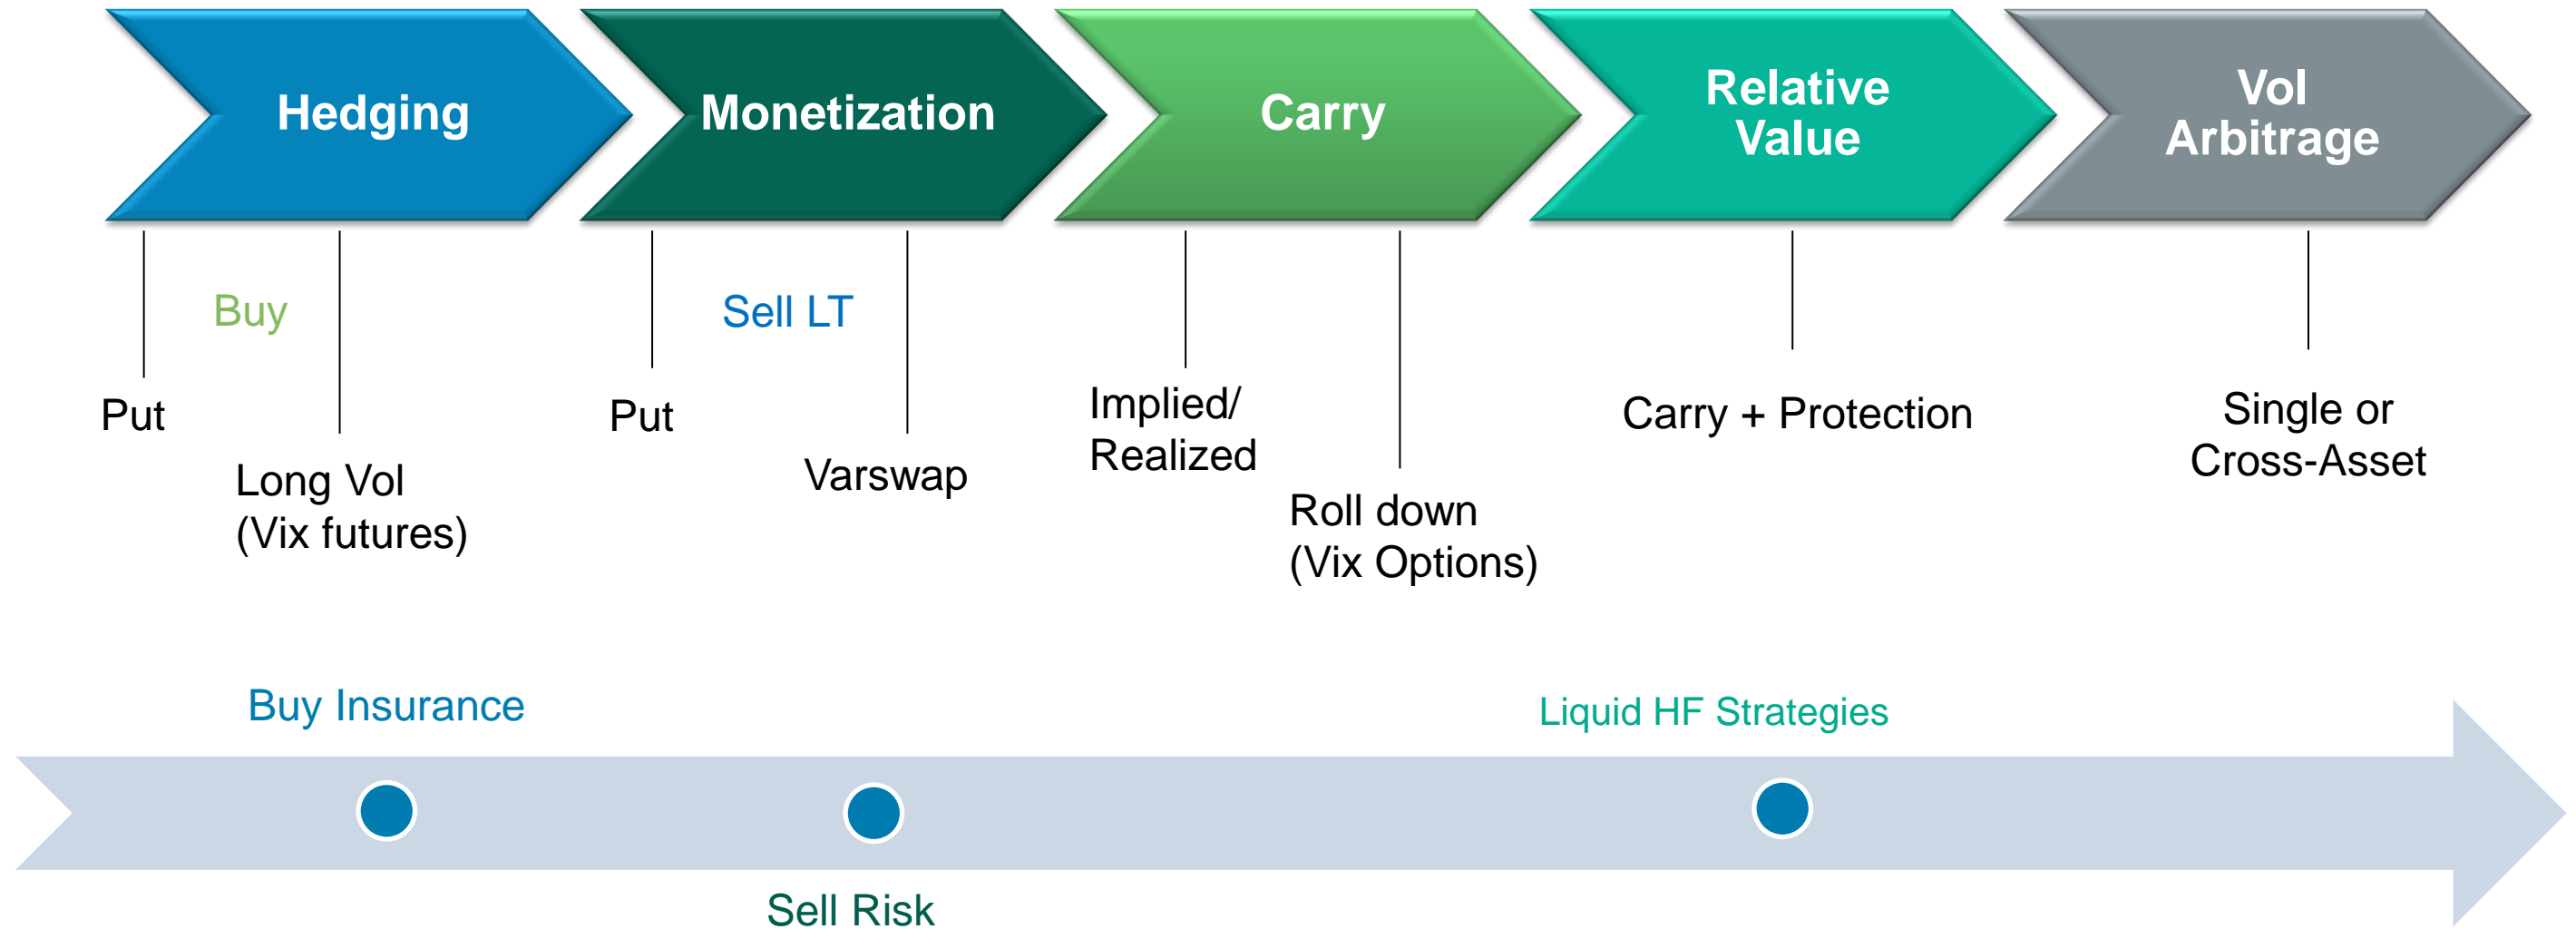 Hedging
Monetization
Carry
Relative
Value
Vol
Arbitrage
Buy
Sell LT
Put
Long Vol
(Vix futures)
Put
Varswap
Implied/
Realized
Roll down
(Vix Options)
Carry + Protection
Single or
Cross-Asset
Buy Insurance
Liquid HF Strategies
Sell Risk